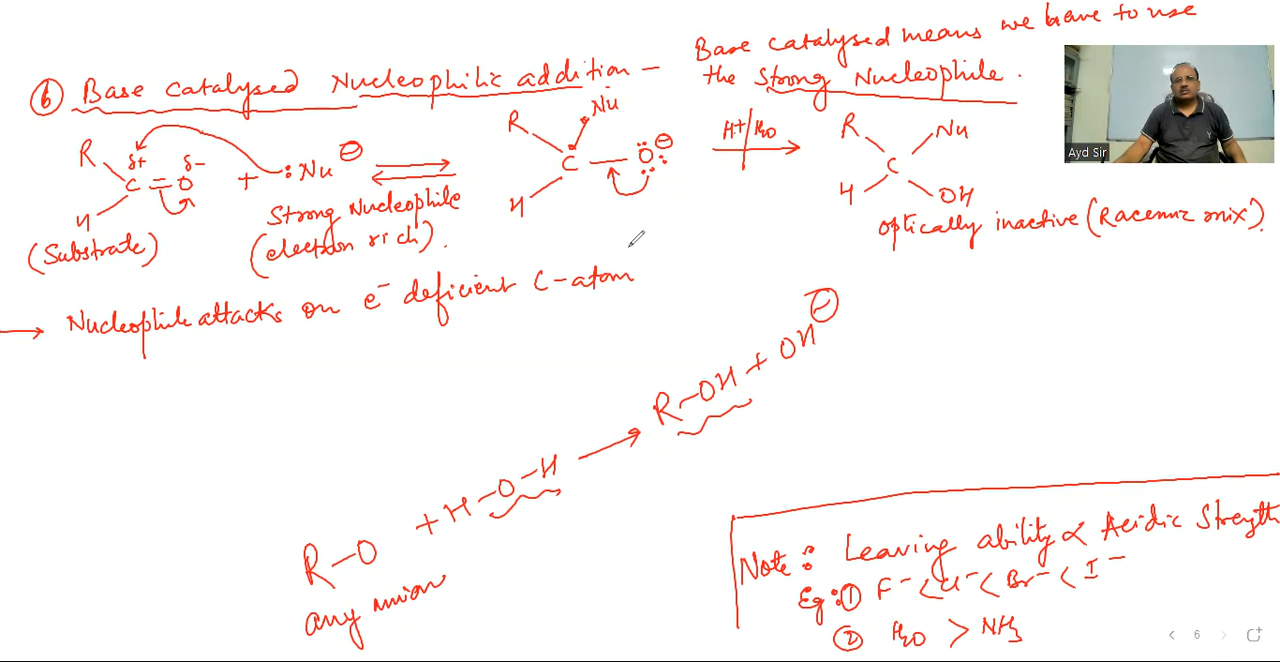 Base catalysed means we have to use
the Strong Nucleophile.
⑥ Base Catalysed Nucleophilic addition —
R H C = O δ+ δ- + :Nu ⊖ ⇌ R H C — O ⊖ Nu H+/H2O → R Nu C H OH
(Substrate)
Strong Nucleophile
(electron rich).
optically inactive (Racemic mix).
→ Nucleophile attacks on e- deficient C-atom
R-O + H-O-H → R-OH + OH ⊖
any anion
Note: Leaving ability ∝ Acidic Strength
Eg: ① F- < Cl- < Br- < I-
② H2O > NH3
Ayd Sir
6